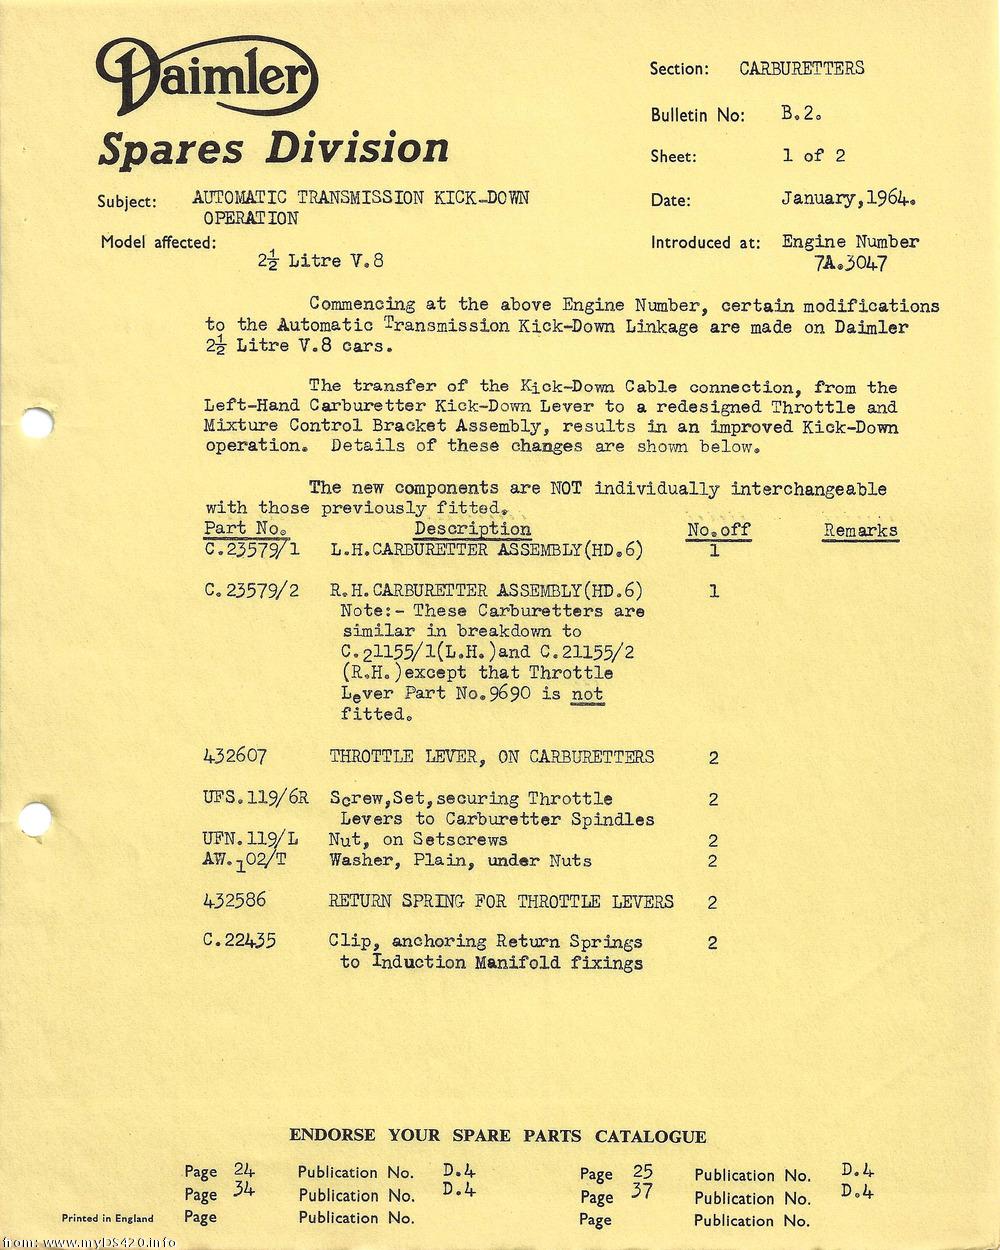 Daimler
Spares Division
Section: CARBURETTERS
Bulletin No: B.2.
Sheet: 1 of 2
Subject: AUTOMATIC TRANSMISSION KICK-DOWN
OPERATION
Date: January,1964.
Model affected:
2½ Litre V.8
Introduced at: Engine Number
7A.3047
Commencing at the above Engine Number, certain modifications
to the Automatic Transmission Kick-Down Linkage are made on Daimler
2½ Litre V.8 cars.
The transfer of the Kick-Down Cable connection, from the
Left-Hand Carburetter Kick-Down Lever to a redesigned Throttle and
Mixture Control Bracket Assembly, results in an improved Kick-Down
operation. Details of these changes are shown below.
The new components are NOT individually interchangeable
with those previously fitted.
Part No. Description No.off Remarks
C.23579/1 L.H.CARBURETTER ASSEMBLY(HD.6) 1
C.23579/2 R.H.CARBURETTER ASSEMBLY(HD.6) 1
Note:- These Carburetters are
similar in breakdown to
C.21155/1(L.H.)and C.21155/2
(R.H.)except that Throttle
Lever Part No.9690 is not
fitted.
432607 THROTTLE LEVER, ON CARBURETTERS 2
UFS.119/6R Screw,Set,securing Throttle 2
Levers to Carburetter Spindles
UFN.119/L Nut, on Setscrews 2
AW.102/T Washer, Plain, under Nuts 2
432586 RETURN SPRING FOR THROTTLE LEVERS 2
C.22435 Clip, anchoring Return Springs 2
to Induction Manifold fixings
ENDORSE YOUR SPARE PARTS CATALOGUE
Page 24 Publication No. D.4 Page 25 Publication No. D.4
Page 34 Publication No. D.4 Page 37 Publication No. D.4
Printed in England Page Publication No. Page Publication No.
from: www.myDS420.info